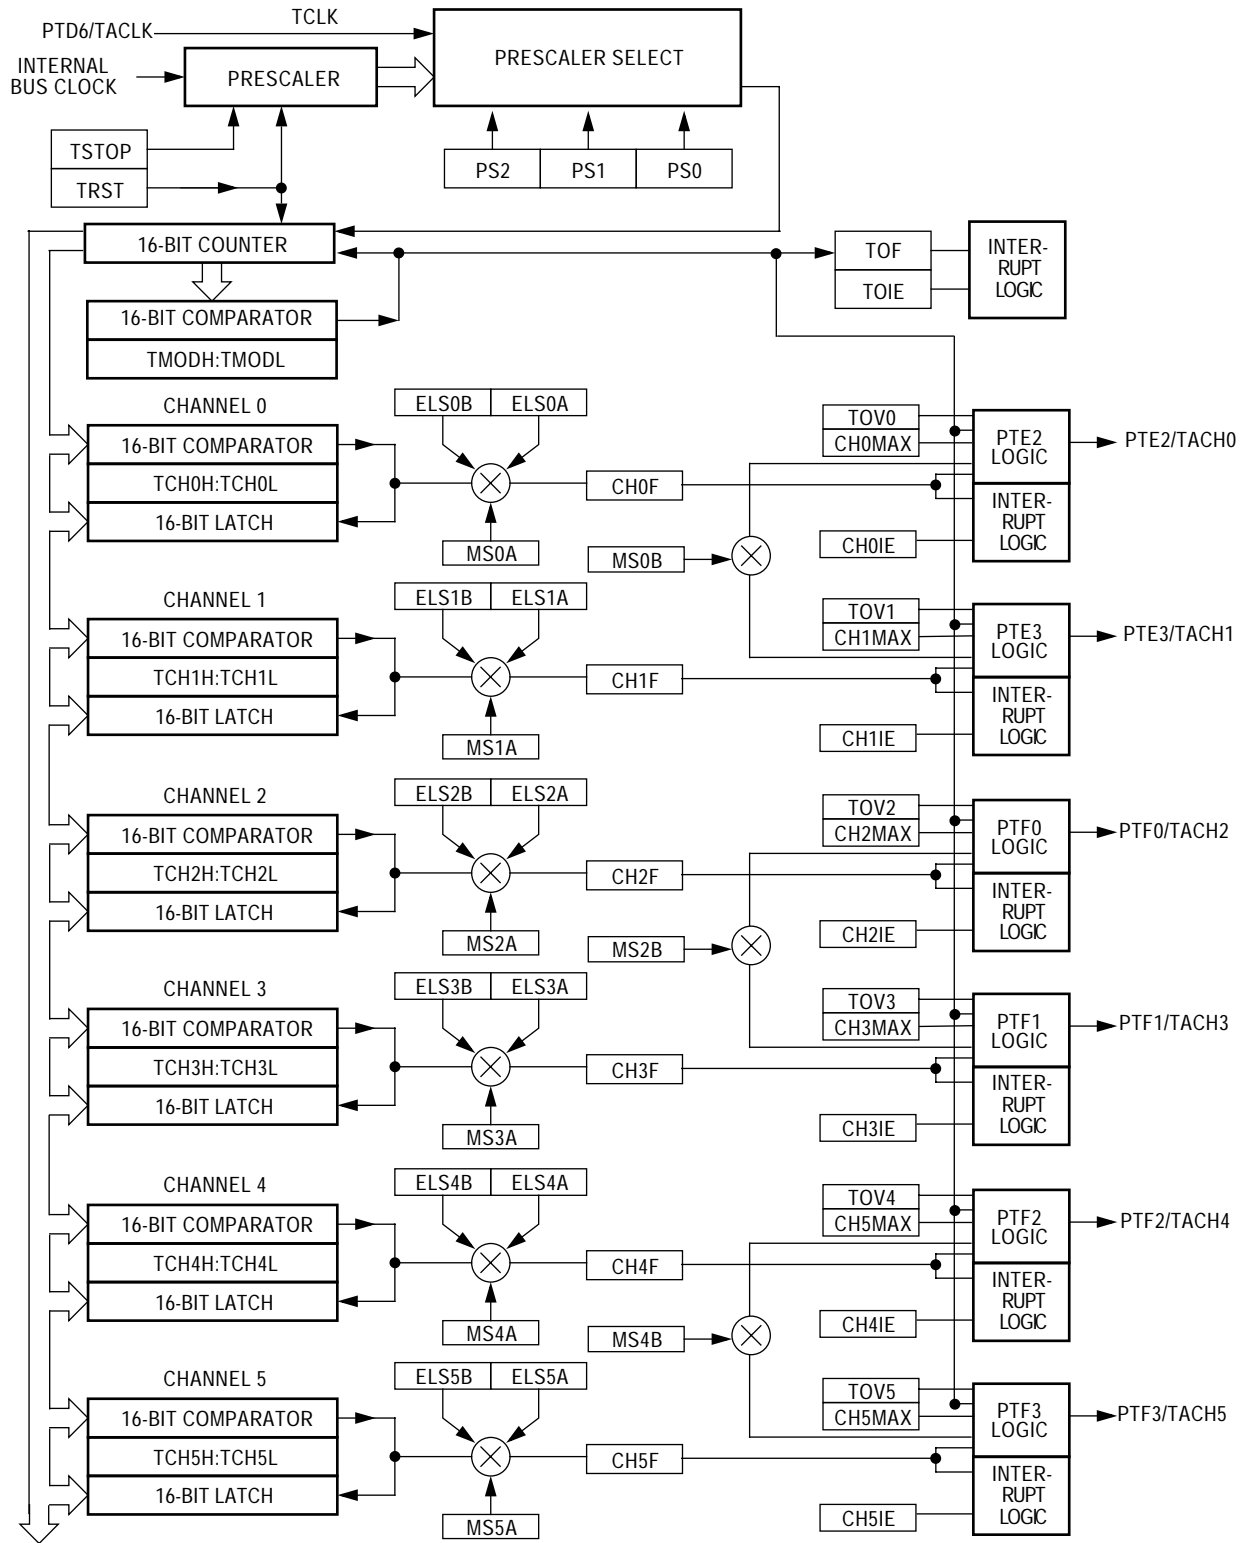 TCLK
PTD6/TACLK
INTERNAL
BUS CLOCK
PRESCALER
PRESCALER SELECT
TSTOP
TRST
PS2
PS1
PS0
16-BIT COUNTER
16-BIT COMPARATOR
TMODH:TMODL
TOF
TOIE
INTER-
RUPT
LOGIC
CHANNEL 0
16-BIT COMPARATOR
TCH0H:TCH0L
16-BIT LATCH
ELS0B
ELS0A
MS0A
CH0F
MS0B
TOV0
CH0MAX
CH0IE
PTE2
LOGIC
INTER-
RUPT
LOGIC
PTE2/TACH0
CHANNEL 1
16-BIT COMPARATOR
TCH1H:TCH1L
16-BIT LATCH
ELS1B
ELS1A
MS1A
CH1F
TOV1
CH1MAX
CH1IE
PTE3
LOGIC
INTER-
RUPT
LOGIC
PTE3/TACH1
CHANNEL 2
16-BIT COMPARATOR
TCH2H:TCH2L
16-BIT LATCH
ELS2B
ELS2A
MS2A
CH2F
MS2B
TOV2
CH2MAX
CH2IE
PTF0
LOGIC
INTER-
RUPT
LOGIC
PTF0/TACH2
CHANNEL 3
16-BIT COMPARATOR
TCH3H:TCH3L
16-BIT LATCH
ELS3B
ELS3A
MS3A
CH3F
TOV3
CH3MAX
CH3IE
PTF1
LOGIC
INTER-
RUPT
LOGIC
PTF1/TACH3
CHANNEL 4
16-BIT COMPARATOR
TCH4H:TCH4L
16-BIT LATCH
ELS4B
ELS4A
MS4A
CH4F
MS4B
TOV4
CH5MAX
CH4IE
PTF2
LOGIC
INTER-
RUPT
LOGIC
PTF2/TACH4
CHANNEL 5
16-BIT COMPARATOR
TCH5H:TCH5L
16-BIT LATCH
ELS5B
ELS5A
MS5A
CH5F
TOV5
CH5MAX
CH5IE
PTF3
LOGIC
INTER-
RUPT
LOGIC
PTF3/TACH5